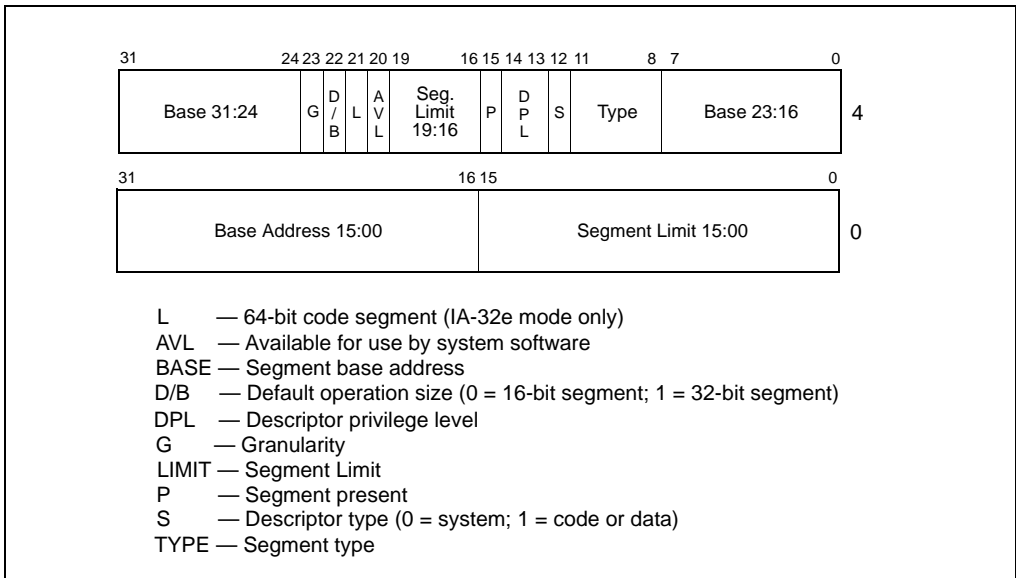 31 24 23 22 21 20 19 16 15 14 13 12 11 8 7 0
Base 31:24 G D/B L AVL Seg. Limit 19:16 P DPL S Type Base 23:16 4
31 16 15 0
Base Address 15:00 Segment Limit 15:00 0
L — 64-bit code segment (IA-32e mode only)
AVL — Available for use by system software
BASE — Segment base address
D/B — Default operation size (0 = 16-bit segment; 1 = 32-bit segment)
DPL — Descriptor privilege level
G — Granularity
LIMIT — Segment Limit
P — Segment present
S — Descriptor type (0 = system; 1 = code or data)
TYPE — Segment type